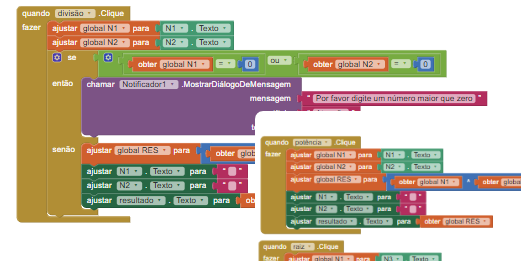 quando divisão .Clique
fazer ajustar global N1 para N1 . Texto
ajustar global N2 para N2 . Texto
se obter global N1 = 0 ou obter global N2 = 0
então chamar Notificador1 .MostrarDiálogoDeMensagem
mensagem " Por favor digite um número maior que zero "
senão ajustar global RES para obter
ajustar N1 . Texto para " "
ajustar N2 . Texto para " "
ajustar resultado . Texto para
quando potência .Clique
fazer ajustar global N1 para N1 . Texto
ajustar global N2 para N2 . Texto
ajustar global RES para obter global N1 ^ obter
ajustar N1 . Texto para " "
ajustar N2 . Texto para " "
ajustar resultado . Texto para obter global RES
quando raiz .Clique
fazer ajustar global N1 para . Texto